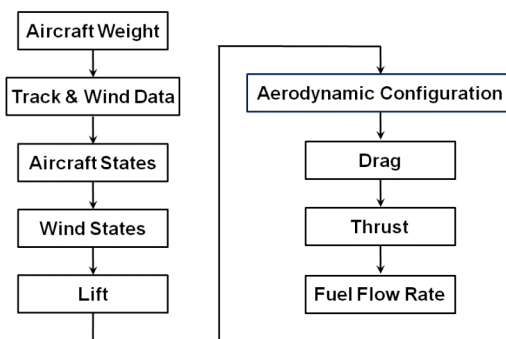 Aircraft Weight
Track & Wind Data
Aircraft States
Wind States
Lift
Aerodynamic Configuration
Drag
Thrust
Fuel Flow Rate